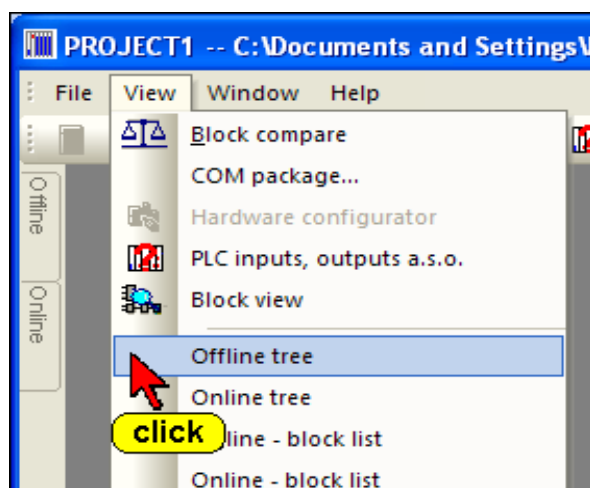 PROJECT1 -- C:\Documents and Settings\
File View Window Help
Block compare
COM package...
Hardware configurator
PLC inputs, outputs a.s.o.
Block view
Offline
Online
Offline tree
Online tree
click
line - block list
Online - block list